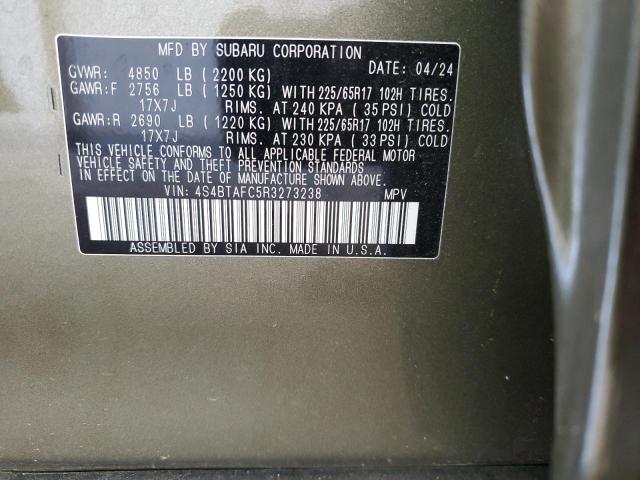 MFD BY SUBARU CORPORATION
GVWR: 4850 LB (2200 KG) DATE: 04/24
GAWR:F 2756 LB (1250 KG) WITH 225/65R17 102H TIRES.
17X7J RIMS. AT 240 KPA (35 PSI) COLD
GAWR:R 2690 LB (1220 KG) WITH 225/65R17 102H TIRES.
17X7J RIMS. AT 230 KPA (33 PSI) COLD
THIS VEHICLE CONFORMS TO ALL APPLICABLE FEDERAL MOTOR
VEHICLE SAFETY AND THEFT PREVENTION STANDARDS IN EFFECT
ON THE DATE OF MANUFACTURE SHOWN ABOVE.
VIN: 4S4BTAFC5R3273238 MPV
ASSEMBLED BY SIA INC. MADE IN U.S.A.